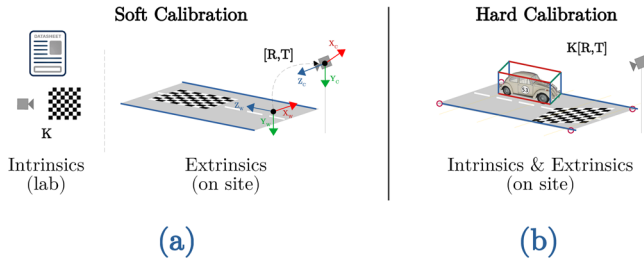 Soft Calibration
Hard Calibration
DATASHEET
[R,T]
X_C
Z_C
Y_C
K[R,T]
Z_w
X_w
Y_w
51
K
Intrinsics
(lab)
Extrinsics
(on site)
Intrinsics & Extrinsics
(on site)
(a)
(b)